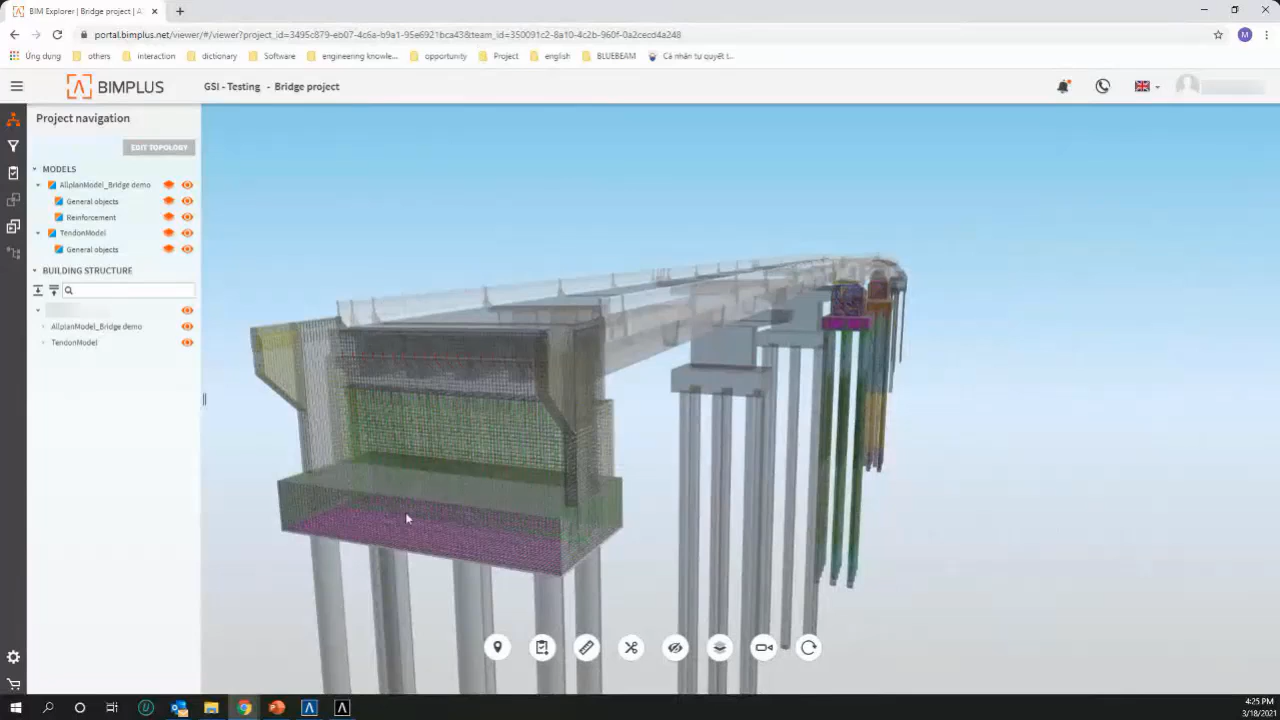 BIM Explorer | Bridge project | A
portal.bimplus.net/viewer/#/viewer?project_id=3495c879-eb07-4c6a-b9a1-95e6921bca43&team_id=350091c2-8a10-4c2b-960f-0a2cecd4a248
M
Ứng dụng
others
interaction
dictionary
Software
engineering knowle...
opportunity
Project
english
BLUEBEAM
Cá nhân tự quyết t...
BIMPLUS
GSI - Testing - Bridge project
Project navigation
EDIT TOPOLOGY
MODELS
AllplanModel_Bridge demo
General objects
Reinforcement
TendonModel
General objects
BUILDING STRUCTURE
AllplanModel_Bridge demo
TendonModel
4:25 PM
3/18/2021